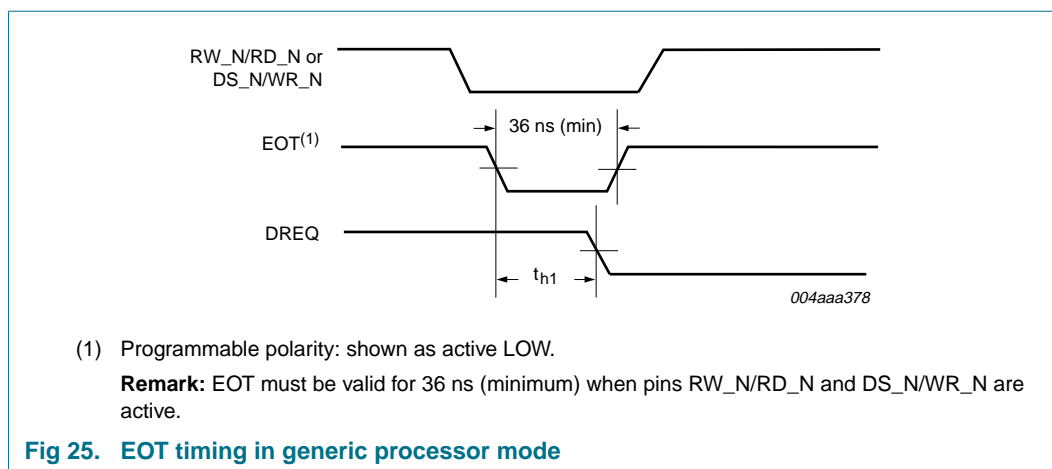 RW_N/RD_N or
DS_N/WR_N
36 ns (min)
EOT(1)
DREQ
th1
004aaa378
(1) Programmable polarity: shown as active LOW.
Remark: EOT must be valid for 36 ns (minimum) when pins RW_N/RD_N and DS_N/WR_N are
active.
Fig 25. EOT timing in generic processor mode